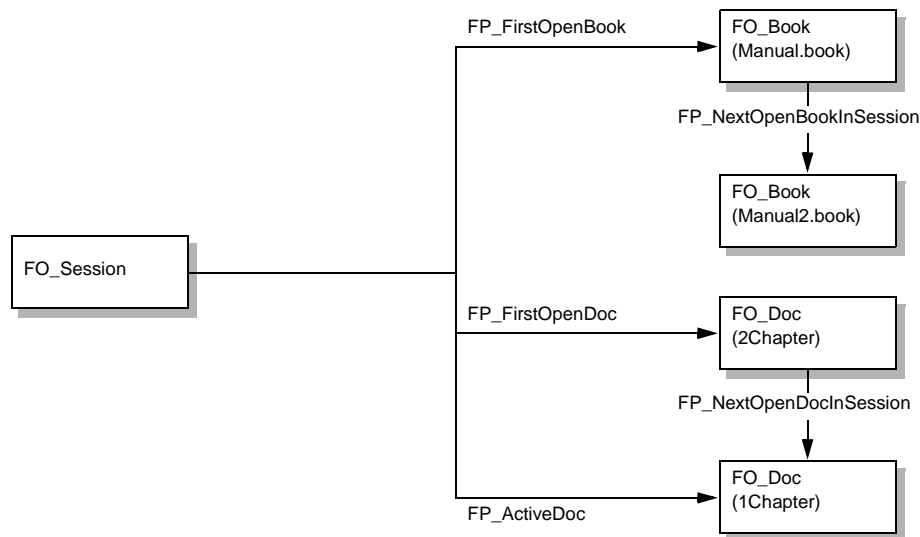 FP_FirstOpenBook
FO_Book
(Manual.book)
FP_NextOpenBookInSession
FO_Book
(Manual2.book)
FO_Session
FP_FirstOpenDoc
FO_Doc
(2Chapter)
FP_NextOpenDocInSession
FO_Doc
(1Chapter)
FP_ActiveDoc